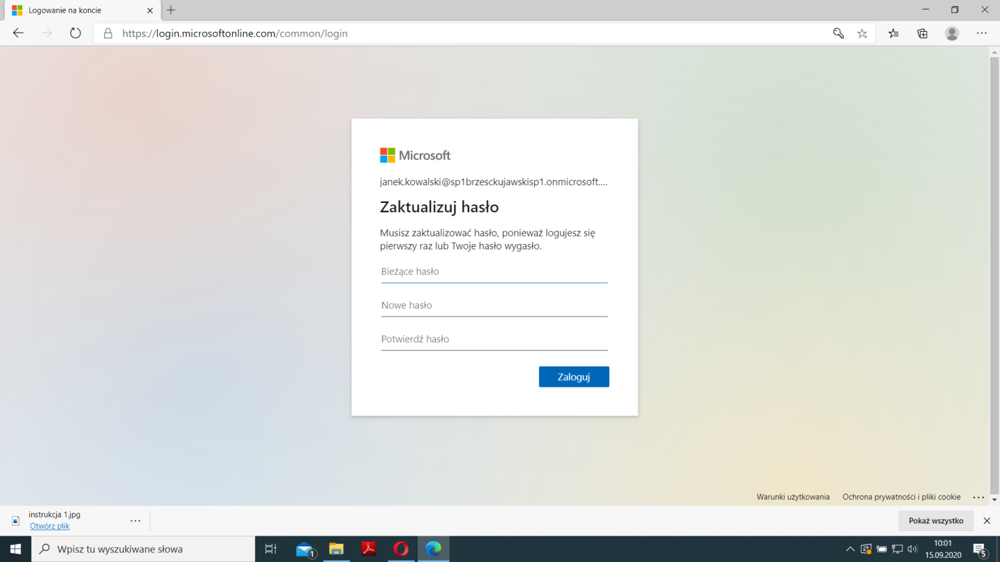 Logowanie na koncie
https://login.microsoftonline.com/common/login
Microsoft
janek.kowalski@sp1brzesckujawskisp1.onmicrosoft....
Zaktualizuj hasło
Musisz zaktualizować hasło, ponieważ logujesz się
pierwszy raz lub Twoje hasło wygasło.
Bieżące hasło
Nowe hasło
Potwierdź hasło
Zaloguj
Warunki użytkowania Ochrona prywatności i pliki cookie ...
instrukcja 1.jpg
Otwórz plik
Pokaż wszystko
Wpisz tu wyszukiwane słowa
1
10:01
15.09.2020
5